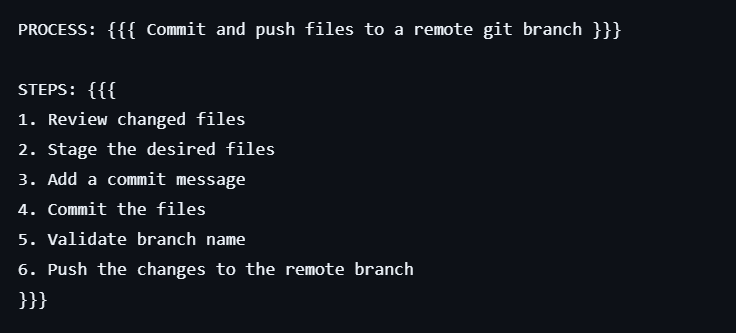 PROCESS: {{{ Commit and push files to a remote git branch }}}
STEPS: {{{
1. Review changed files
2. Stage the desired files
3. Add a commit message
4. Commit the files
5. Validate branch name
6. Push the changes to the remote branch
}}}